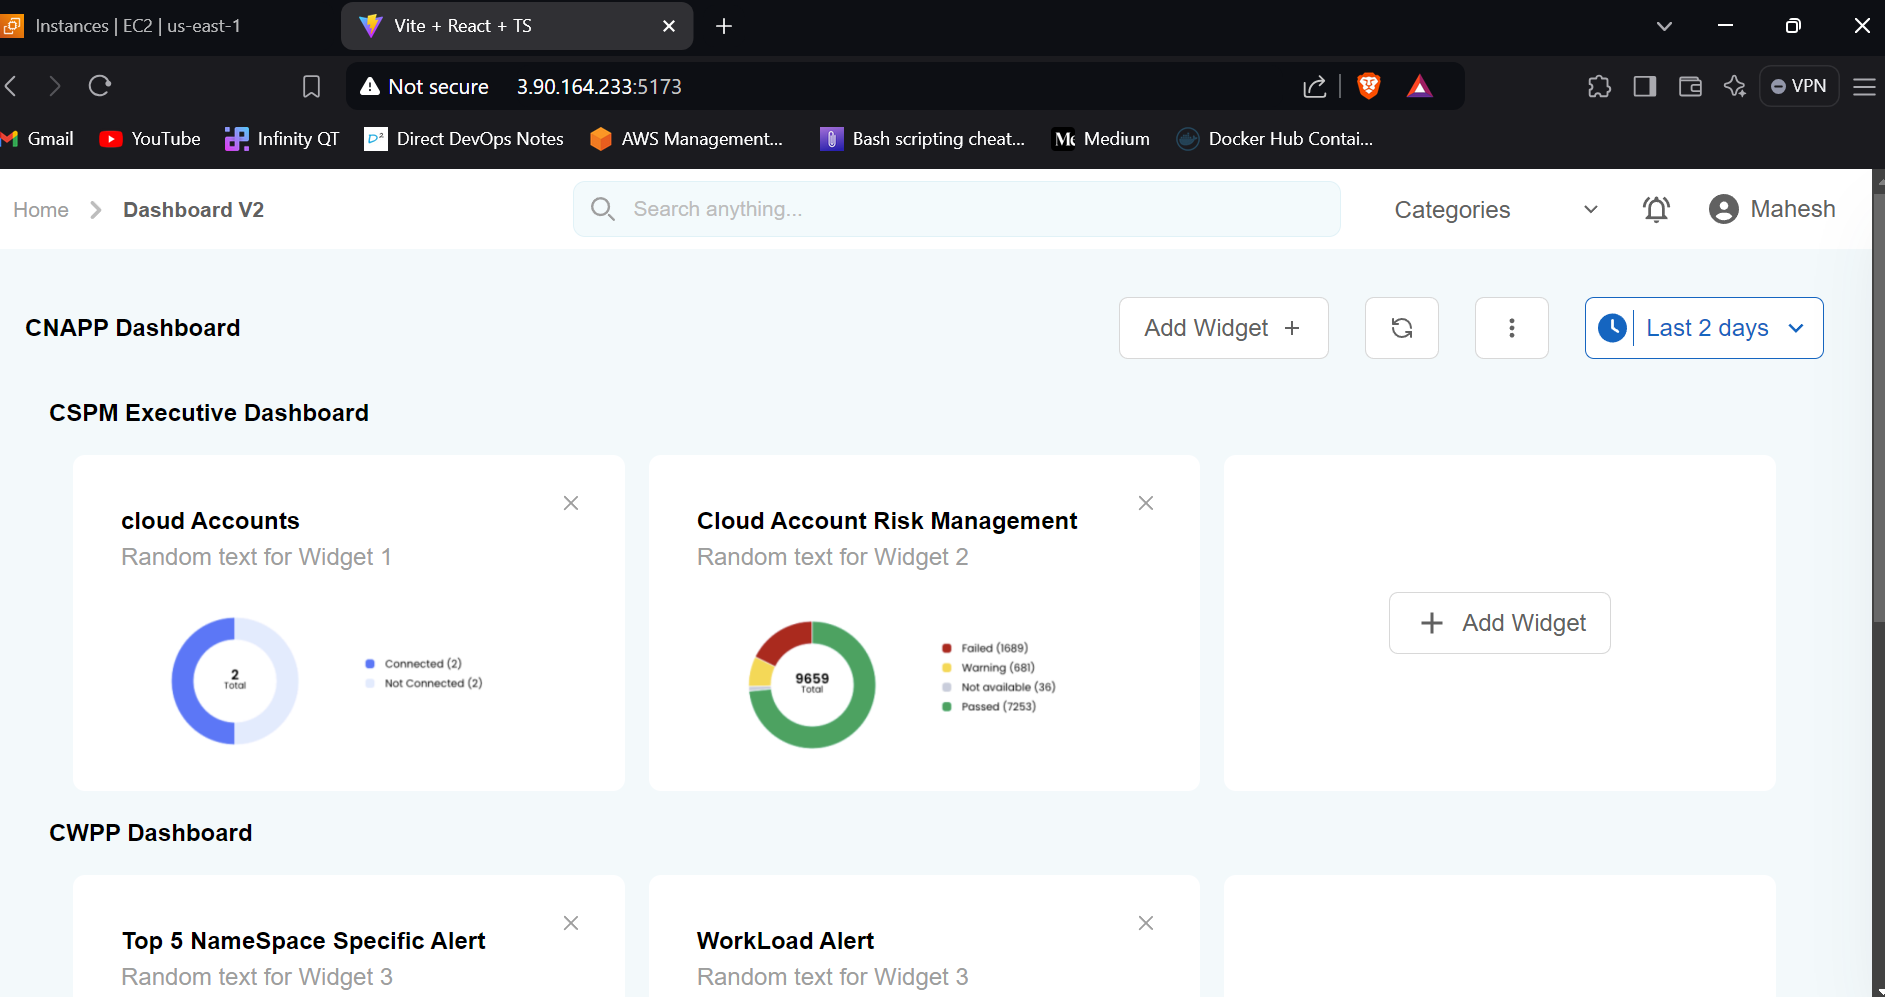 Instances | EC2 | us-east-1
Vite + React + TS
Not secure 3.90.164.233:5173
VPN
Gmail
YouTube
Infinity QT
D²
Direct DevOps Notes
AWS Management...
Bash scripting cheat...
Medium
Docker Hub Contai...
Home
Dashboard V2
Search anything...
Categories
Mahesh
CNAPP Dashboard
Add Widget +
Last 2 days
CSPM Executive Dashboard
cloud Accounts
Random text for Widget 1
2
Total
Connected (2)
Not Connected (2)
Cloud Account Risk Management
Random text for Widget 2
9659
Total
Failed (1689)
Warning (681)
Not available (36)
Passed (7253)
+ Add Widget
CWPP Dashboard
Top 5 NameSpace Specific Alert
Random text for Widget 3
WorkLoad Alert
Random text for Widget 3